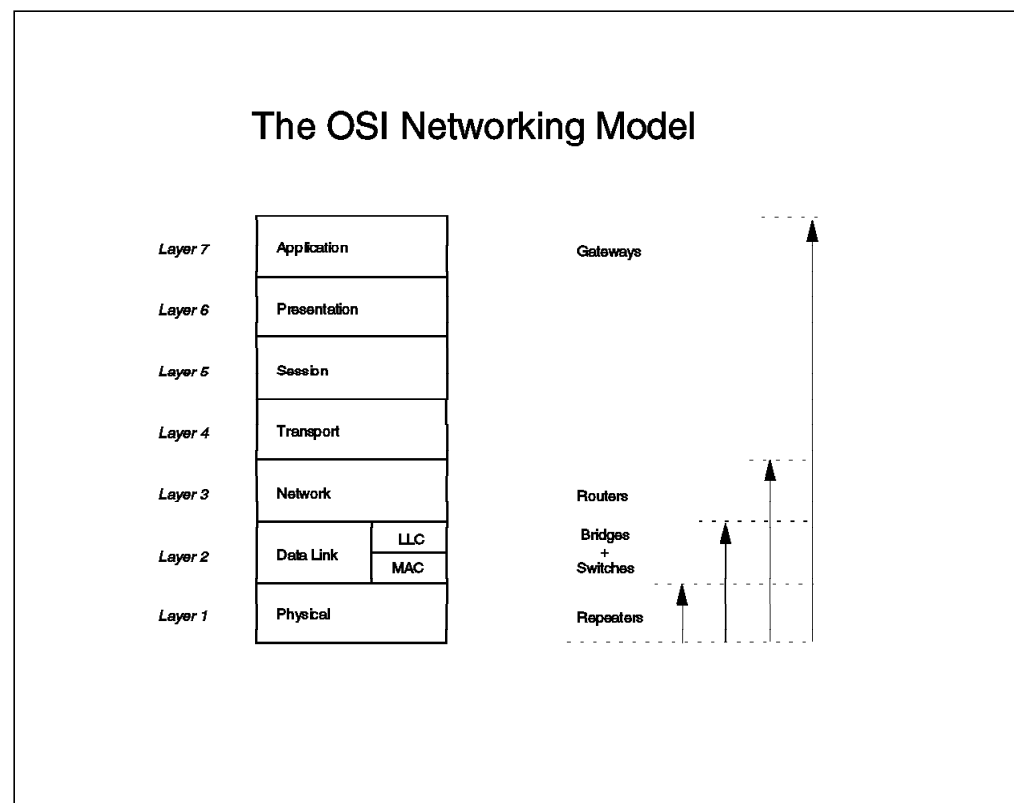 The OSI Networking Model
Layer 7 Application Gateways
Layer 6 Presentation
Layer 5 Session
Layer 4 Transport
Layer 3 Network Routers
Layer 2 Data Link LLC Bridges
MAC +
Switches
Layer 1 Physical Repeaters